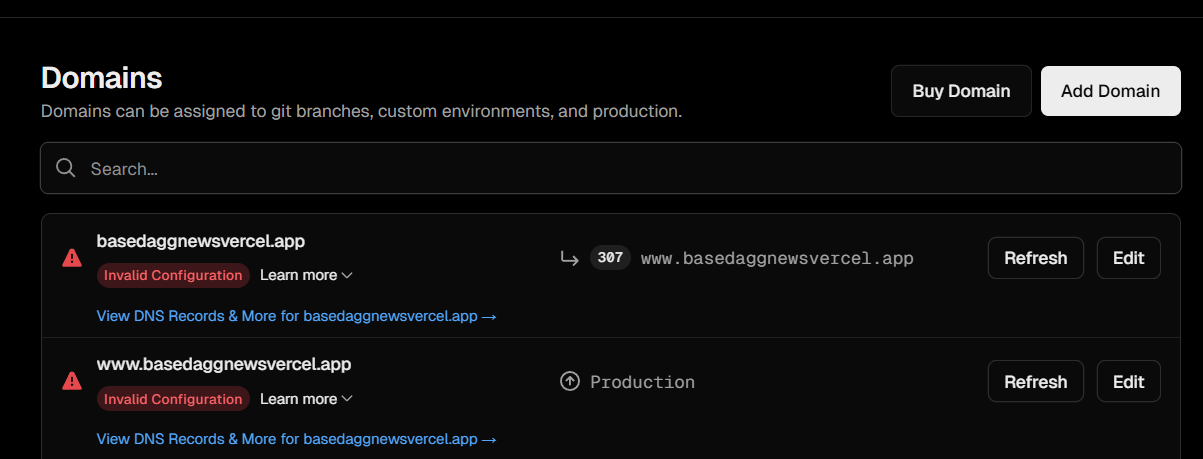 Domains
Domains can be assigned to git branches, custom environments, and production.
Buy Domain
Add Domain
Search...
basedaggnewsvercel.app
Invalid Configuration Learn more
View DNS Records & More for basedaggnewsvercel.app →
307 www.basedaggnewsvercel.app
Refresh
Edit
www.basedaggnewsvercel.app
Invalid Configuration Learn more
View DNS Records & More for basedaggnewsvercel.app →
Production
Refresh
Edit